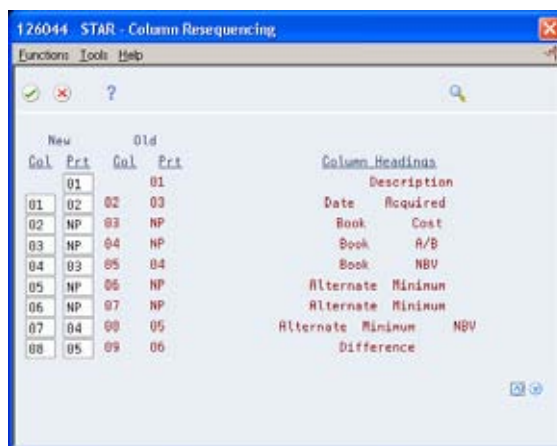 126044 STAR - Column Resequencing
Functions Tools Help
?
New Old
Col Prt Col Prt Column Headings
01 01 Description
01 02 02 03 Date Acquired
02 NP 03 NP Book Cost
03 NP 04 NP Book A/B
04 03 05 04 Book NBV
05 NP 06 NP Alternate Minimum
06 NP 07 NP Alternate Minimum
07 04 08 05 Alternate Minimum NBV
08 05 09 06 Difference